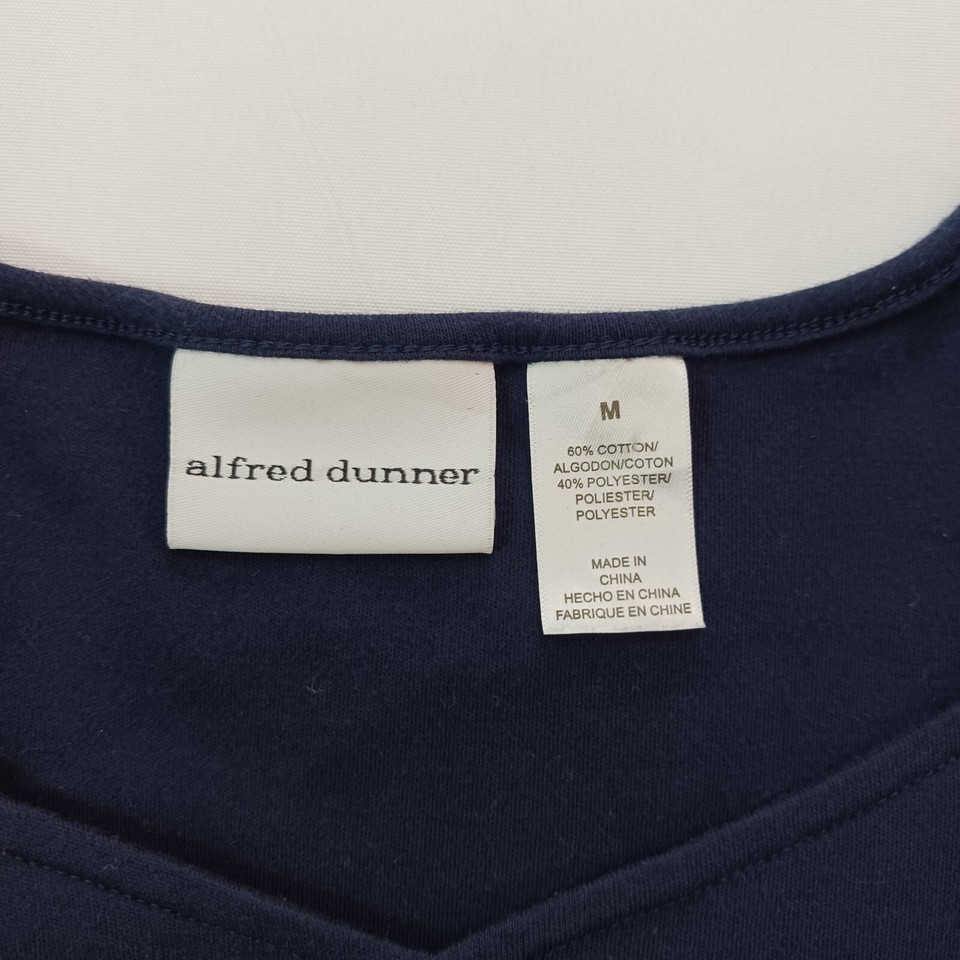 alfred dunner
M
60% COTTON/
ALGODON/COTON
40% POLYESTER/
POLIESTER/
POLYESTER
MADE IN
CHINA
HECHO EN CHINA
FABRIQUE EN CHINE